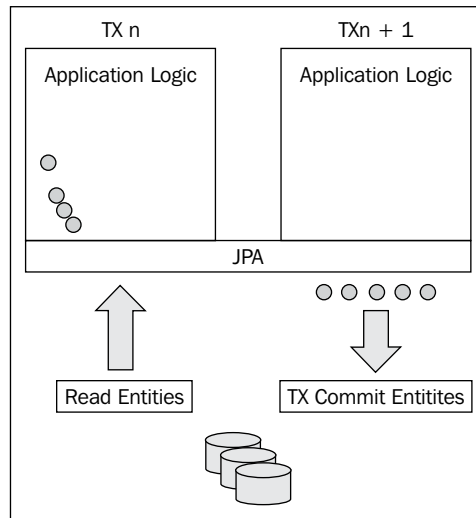 TX n
TXn + 1
Application Logic
Application Logic
JPA
Read Entities
TX Commit Entitites